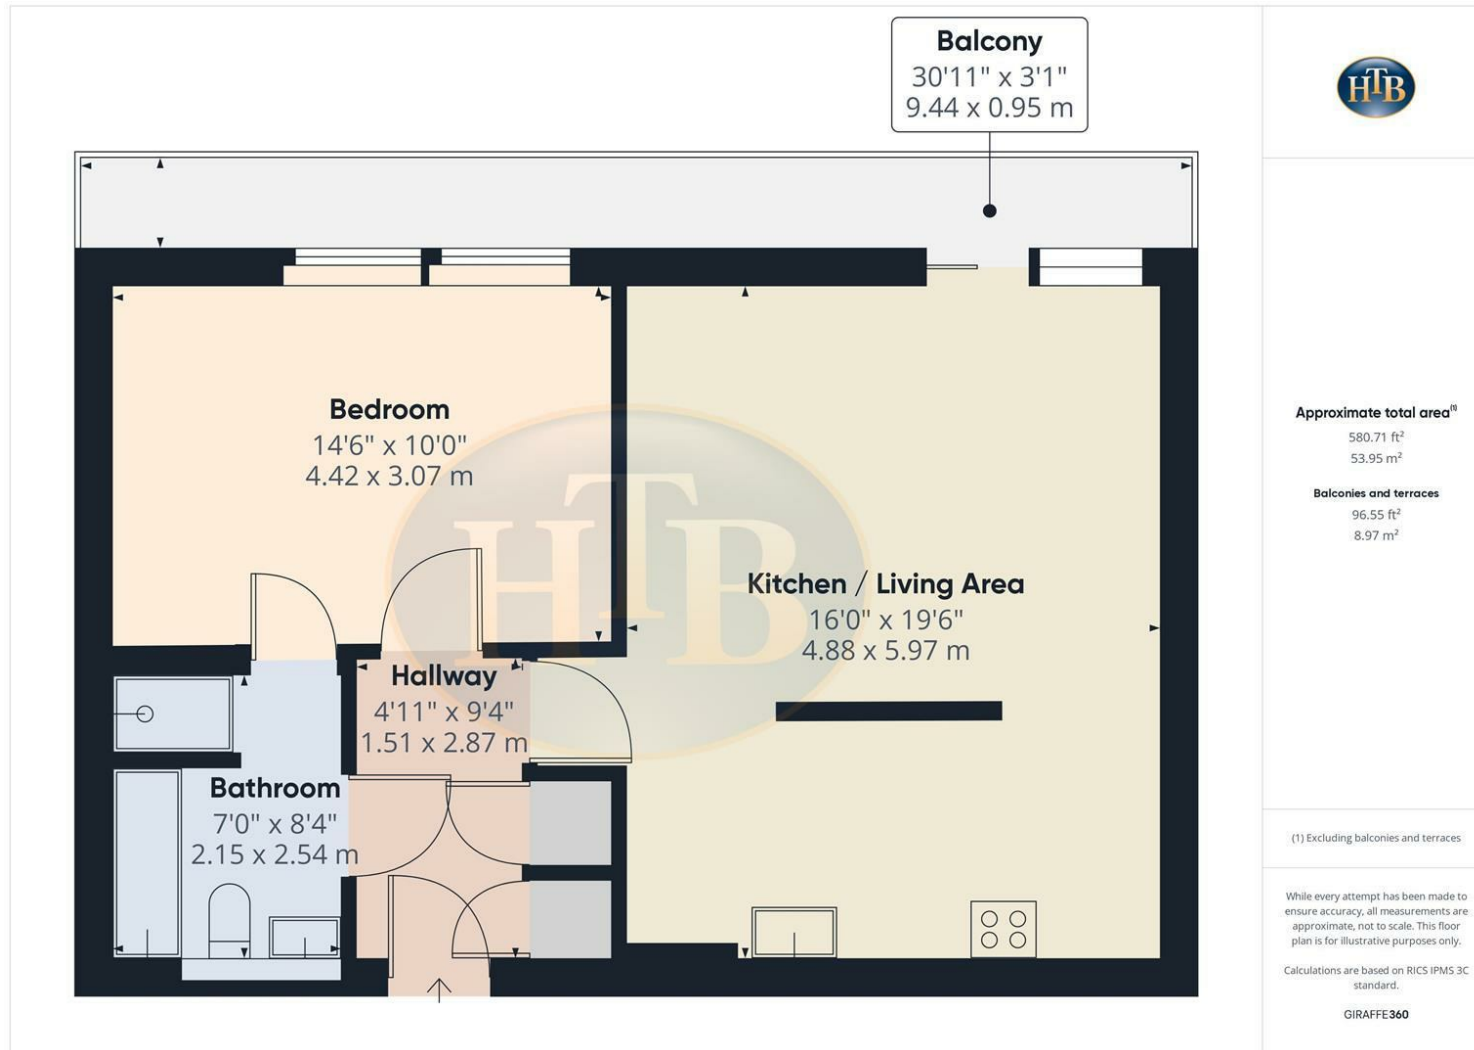 Balcony
30'11" x 3'1"
9.44 x 0.95 m
HTB
Bedroom
14'6" x 10'0"
4.42 x 3.07 m
HTB
Kitchen / Living Area
16'0" x 19'6"
4.88 x 5.97 m
Hallway
4'11" x 9'4"
1.51 x 2.87 m
Bathroom
7'0" x 8'4"
2.15 x 2.54 m
Approximate total area(1)
580.71 ft²
53.95 m²
Balconies and terraces
96.55 ft²
8.97 m²
(1) Excluding balconies and terraces
While every attempt has been made to
ensure accuracy, all measurements are
approximate, not to scale. This floor
plan is for illustrative purposes only.
Calculations are based on RICS IPMS 3C
standard.
GIRAFFE360